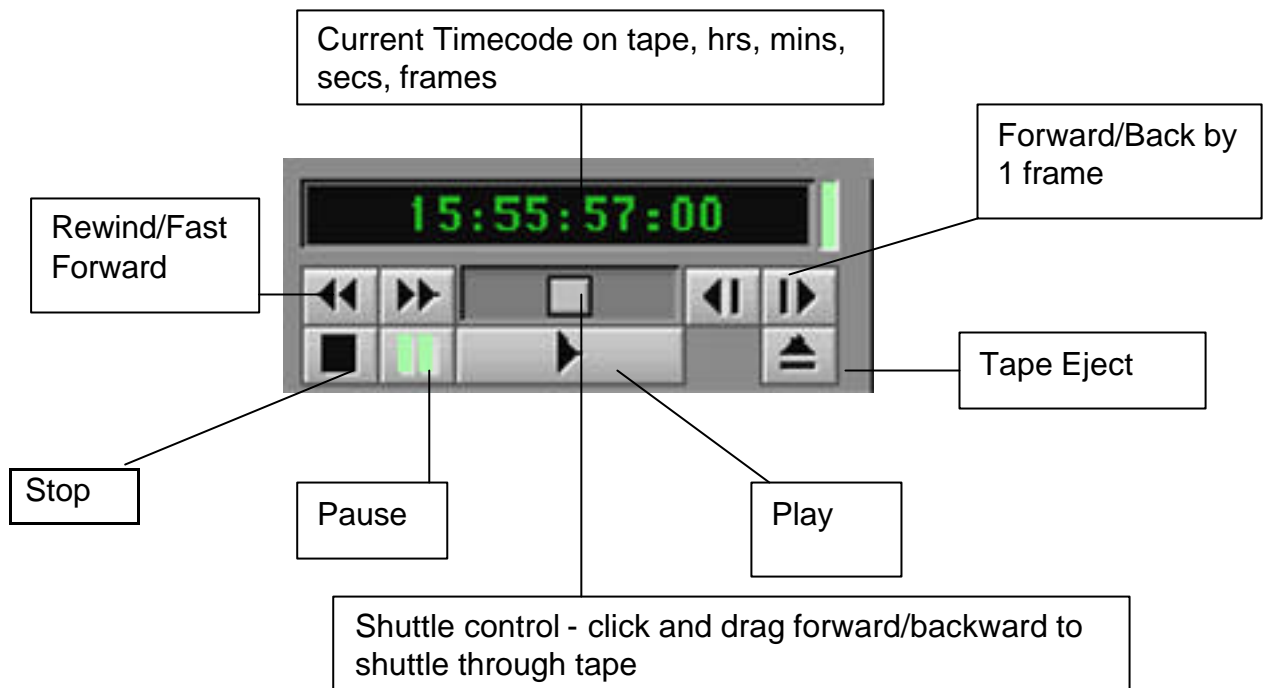 Current Timecode on tape, hrs, mins,
secs, frames
Forward/Back by
1 frame
15:55:57:00
Rewind/Fast
Forward
Tape Eject
Stop
Pause
Play
Shuttle control - click and drag forward/backward to
shuttle through tape